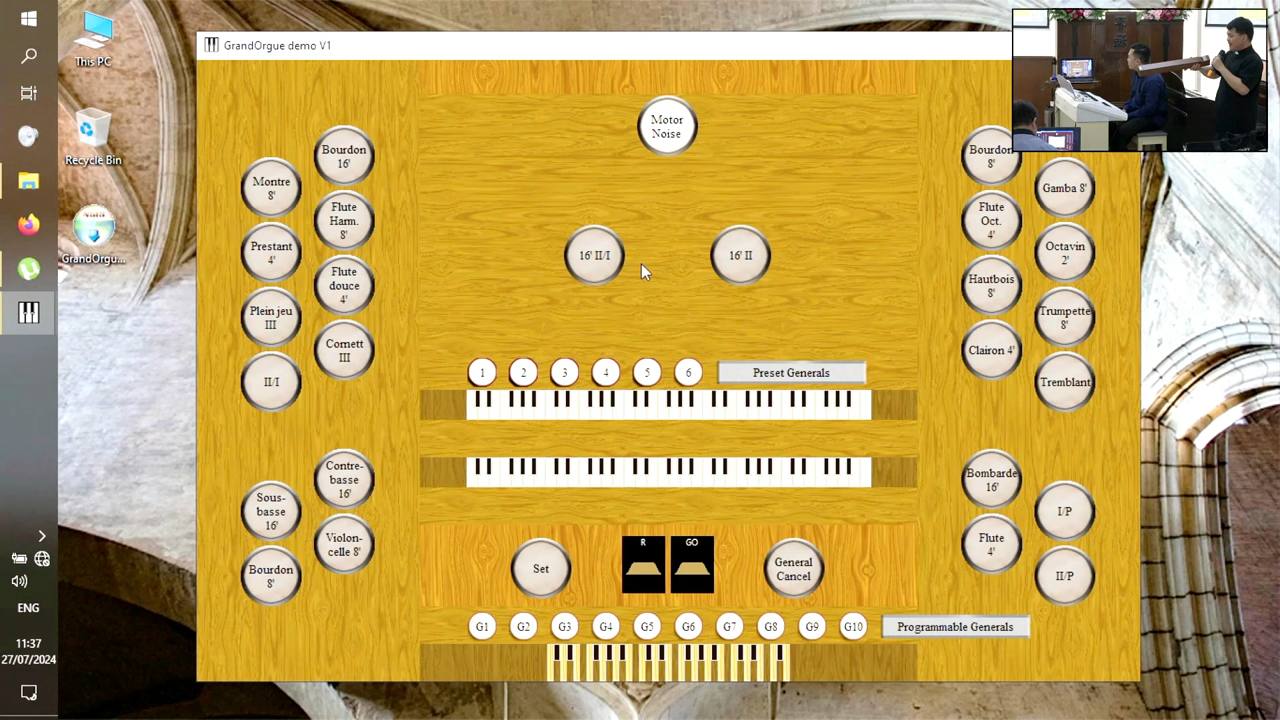 GrandOrgue demo V1
This PC
Recycle Bin
GrandOrgu...
Motor
Noise
Bourdon
16'
Montre
8'
Flute
Harm.
8'
Prestant
4'
Flute
douce
4'
Plein jeu
III
Cornett
III
II/I
16' II/I
16' II
Bourdon
8'
Gamba 8'
Flute
Oct.
4'
Octavin
2'
Hautbois
8'
Trumpette
8'
Clairon 4'
Tremblant
1
2
3
4
5
6
Preset Generals
Contre-
basse
16'
Sous-
basse
16'
Violon-
celle 8'
Bourdon
8'
Bombarde
16'
I/P
Flute
4'
II/P
Set
R
GO
General
Cancel
G1
G2
G3
G4
G5
G6
G7
G8
G9
G10
Programmable Generals
ENG
11:37
27/07/2024